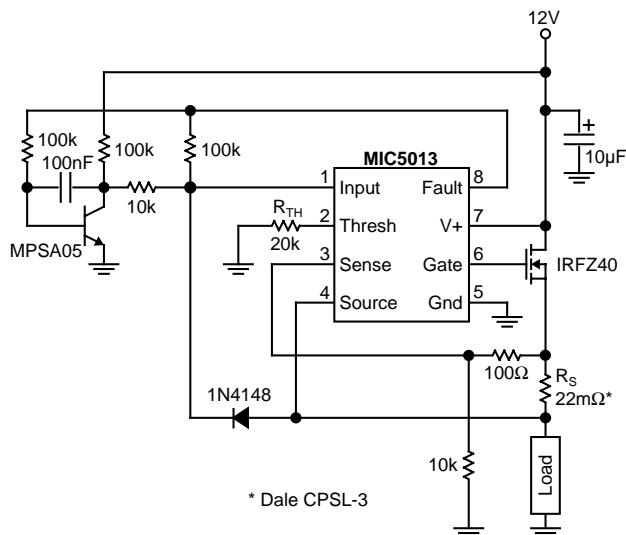 12V
100k
100nF
100k
100k
10k
10µF
MPSA05
MIC5013
1 Input Fault 8
R_TH
20k
2 Thresh V+ 7
3 Sense Gate 6
4 Source Gnd 5
IRFZ40
100Ω
R_S
22mΩ*
1N4148
10k
Load
* Dale CPSL-3